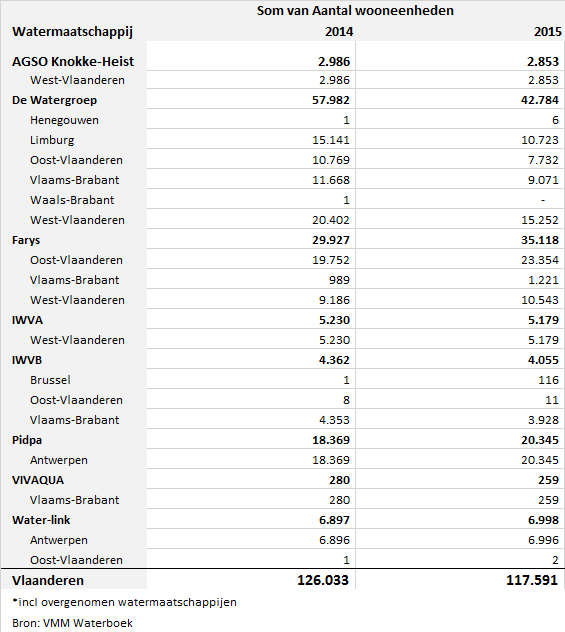 Som van Aantal wooneenheden
Watermaatschappij 2014 2015
AGSO Knokke-Heist 2.986 2.853
West-Vlaanderen 2.986 2.853
De Watergroep 57.982 42.784
Henegouwen 1 6
Limburg 15.141 10.723
Oost-Vlaanderen 10.769 7.732
Vlaams-Brabant 11.668 9.071
Waals-Brabant 1 -
West-Vlaanderen 20.402 15.252
Farys 29.927 35.118
Oost-Vlaanderen 19.752 23.354
Vlaams-Brabant 989 1.221
West-Vlaanderen 9.186 10.543
IWVA 5.230 5.179
West-Vlaanderen 5.230 5.179
IWVB 4.362 4.055
Brussel 1 116
Oost-Vlaanderen 8 11
Vlaams-Brabant 4.353 3.928
Pidpa 18.369 20.345
Antwerpen 18.369 20.345
VIVAQUA 280 259
Vlaams-Brabant 280 259
Water-link 6.897 6.998
Antwerpen 6.896 6.996
Oost-Vlaanderen 1 2
Vlaanderen 126.033 117.591
*incl overgenomen watermaatschappijen
Bron: VMM Waterboek